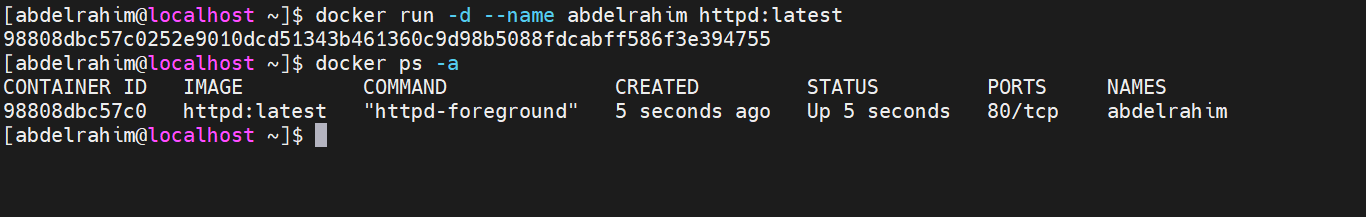 [abdelrahim@localhost ~]$ docker run -d --name abdelrahim httpd:latest
98808dbc57c0252e9010dcd51343b461360c9d98b5088fdcabff586f3e394755
[abdelrahim@localhost ~]$ docker ps -a
CONTAINER ID   IMAGE          COMMAND              CREATED         STATUS         PORTS     NAMES
98808dbc57c0   httpd:latest   "httpd-foreground"   5 seconds ago   Up 5 seconds   80/tcp    abdelrahim
[abdelrahim@localhost ~]$